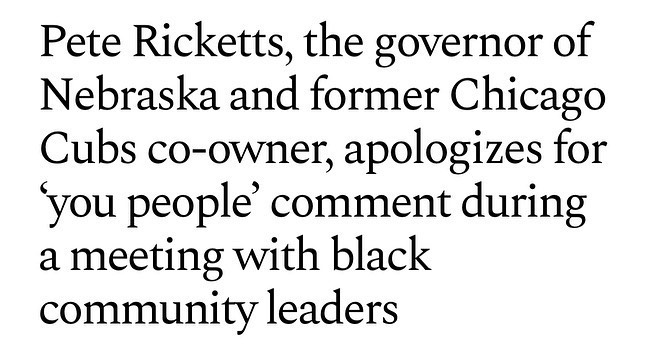 Pete Ricketts, the governor of
Nebraska and former Chicago
Cubs co-owner, apologizes for
‘you people’ comment during
a meeting with black
community leaders